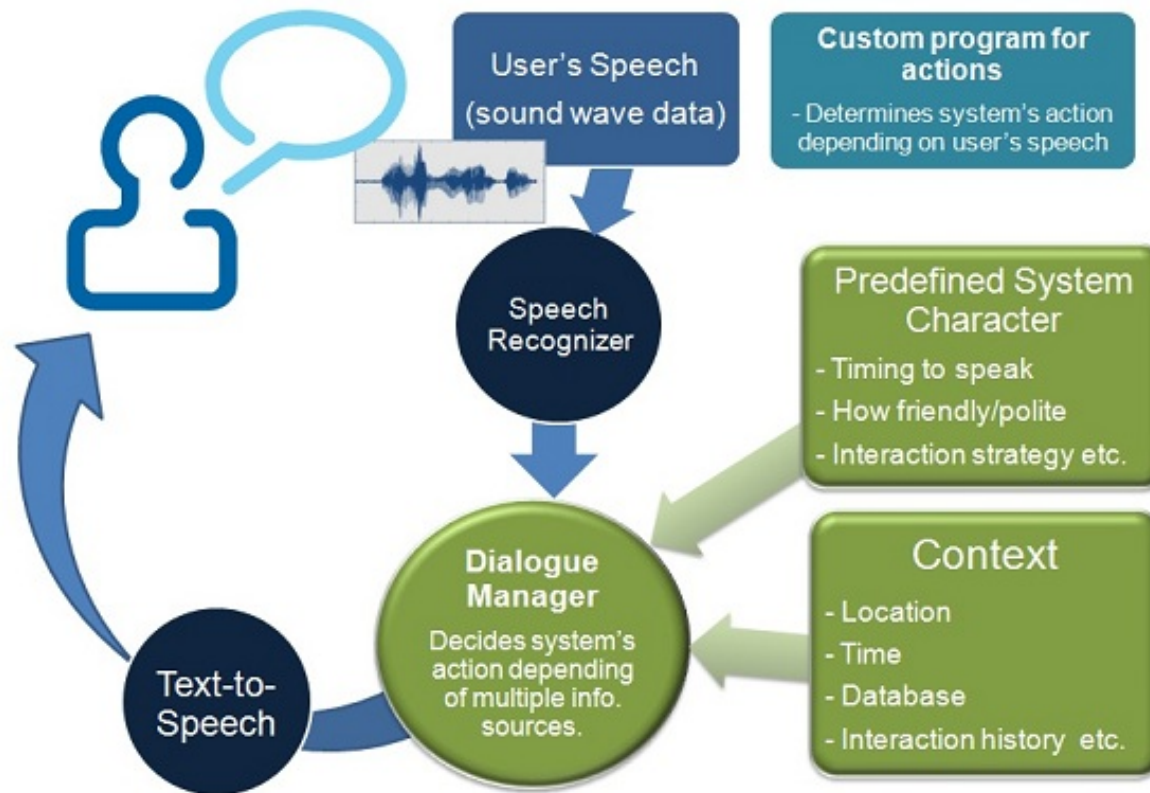 User's Speech
(sound wave data)
Custom program for
actions
- Determines system's action
depending on user's speech
Speech
Recognizer
Predefined System
Character
- Timing to speak
- How friendly/polite
- Interaction strategy etc.
Dialogue
Manager
Decides system's
action depending
of multiple info.
sources.
Context
- Location
- Time
- Database
- Interaction history  etc.
Text-to-
Speech